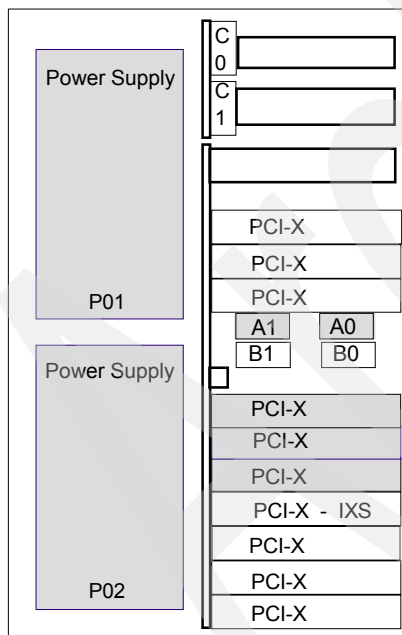 Power Supply
P01
Power Supply
P02
C
0
C
1
PCI-X
PCI-X
PCI-X
A1 A0
B1 B0
PCI-X
PCI-X
PCI-X
PCI-X - IXS
PCI-X
PCI-X
PCI-X